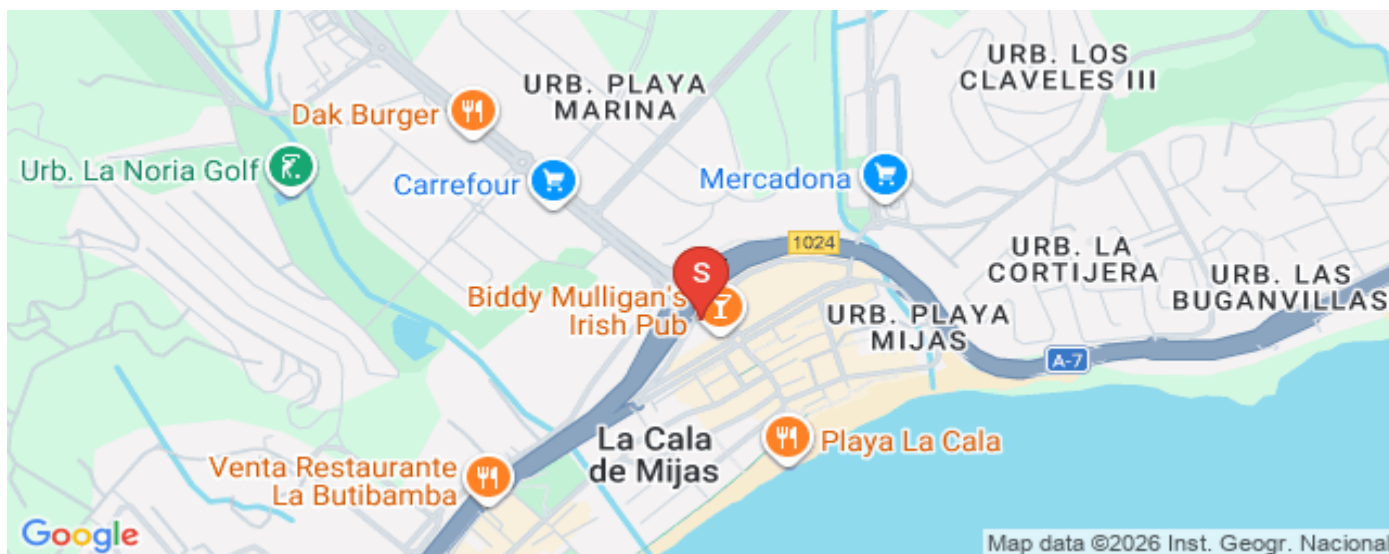 URB. LOS
CLAVELES III
URB. PLAYA
MARINA
Dak Burger
Urb. La Noria Golf
Carrefour
Mercadona
1024
URB. LA
CORTIJERA
URB. LAS
BUGANVILLAS
S
Biddy Mulligan's
Irish Pub
URB. PLAYA
MIJAS
A-7
La Cala
de Mijas
Playa La Cala
Venta Restaurante
La Butibamba
Google
Map data ©2026 Inst. Geogr. Nacional